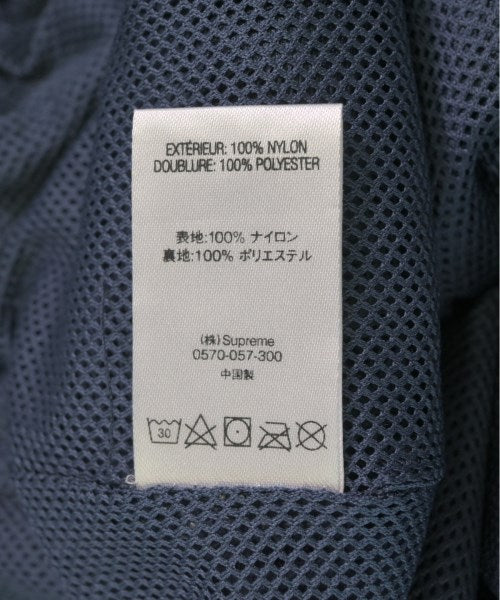 EXTÉRIEUR: 100% NYLON
DOUBLURE: 100% POLYESTER
表地:100% ナイロン
裏地:100% ポリエステル
(株) Supreme
0570-057-300
中国製
30